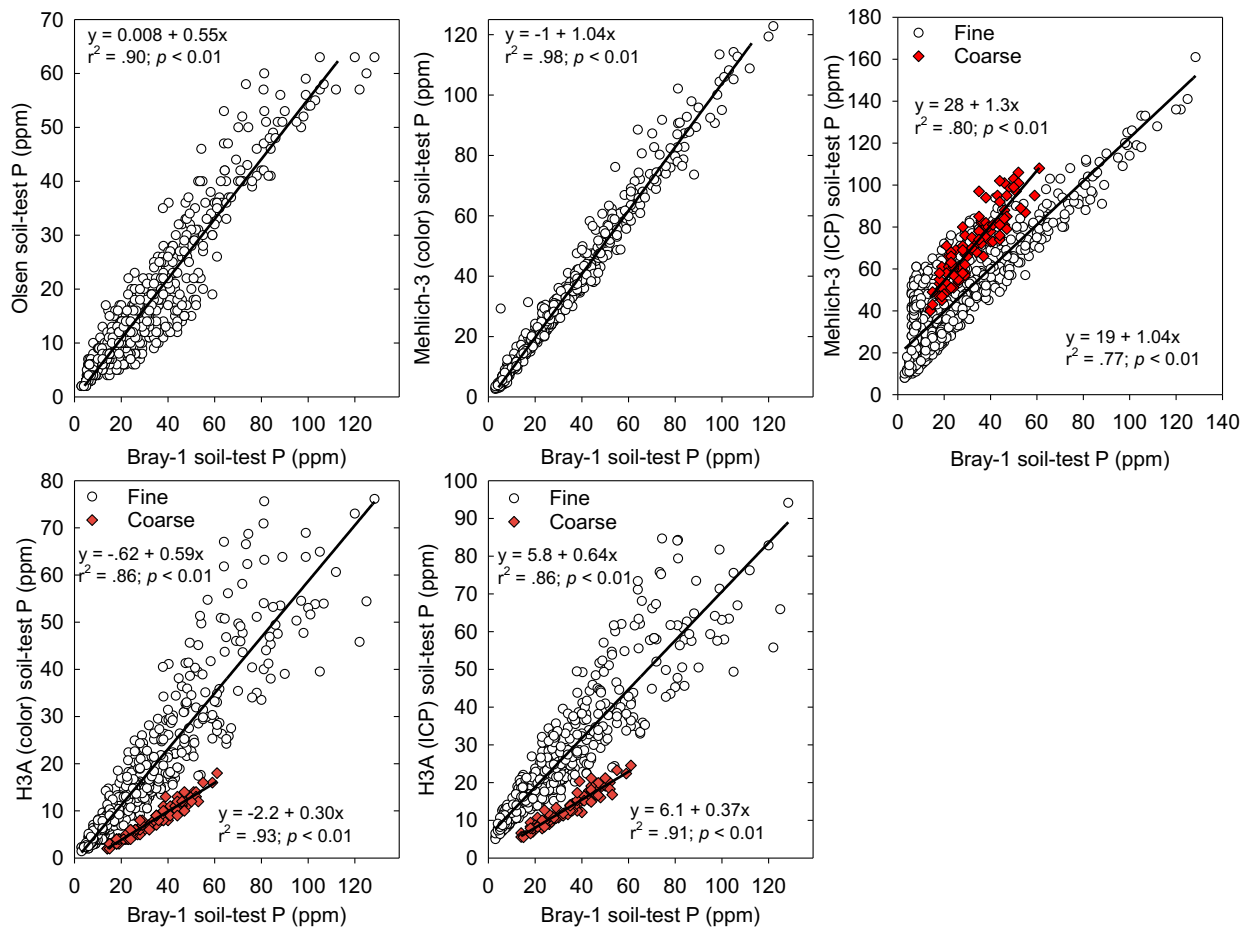 y = 0.008 + 0.55x
r² = .90; p < 0.01
Olsen soil-test P (ppm)
70
60
50
40
30
20
10
0
0 20 40 60 80 100 120
Bray-1 soil-test P (ppm)
y = -1 + 1.04x
r² = .98; p < 0.01
Mehlich-3 (color) soil-test P (ppm)
120
100
80
60
40
20
0
0 20 40 60 80 100 120
Bray-1 soil-test P (ppm)
Fine
Coarse
y = 28 + 1.3x
r² = .80; p < 0.01
y = 19 + 1.04x
r² = .77; p < 0.01
Mehlich-3 (ICP) soil-test P (ppm)
180
160
140
120
100
80
60
40
20
0
0 20 40 60 80 100 120 140
Bray-1 soil-test P (ppm)
Fine
Coarse
y = -.62 + 0.59x
r² = .86; p < 0.01
y = -2.2 + 0.30x
r² = .93; p < 0.01
H3A (color) soil-test P (ppm)
80
70
60
50
40
30
20
10
0
0 20 40 60 80 100 120
Bray-1 soil-test P (ppm)
Fine
Coarse
y = 5.8 + 0.64x
r² = .86; p < 0.01
y = 6.1 + 0.37x
r² = .91; p < 0.01
H3A (ICP) soil-test P (ppm)
100
90
80
70
60
50
40
30
20
10
0
0 20 40 60 80 100 120
Bray-1 soil-test P (ppm)